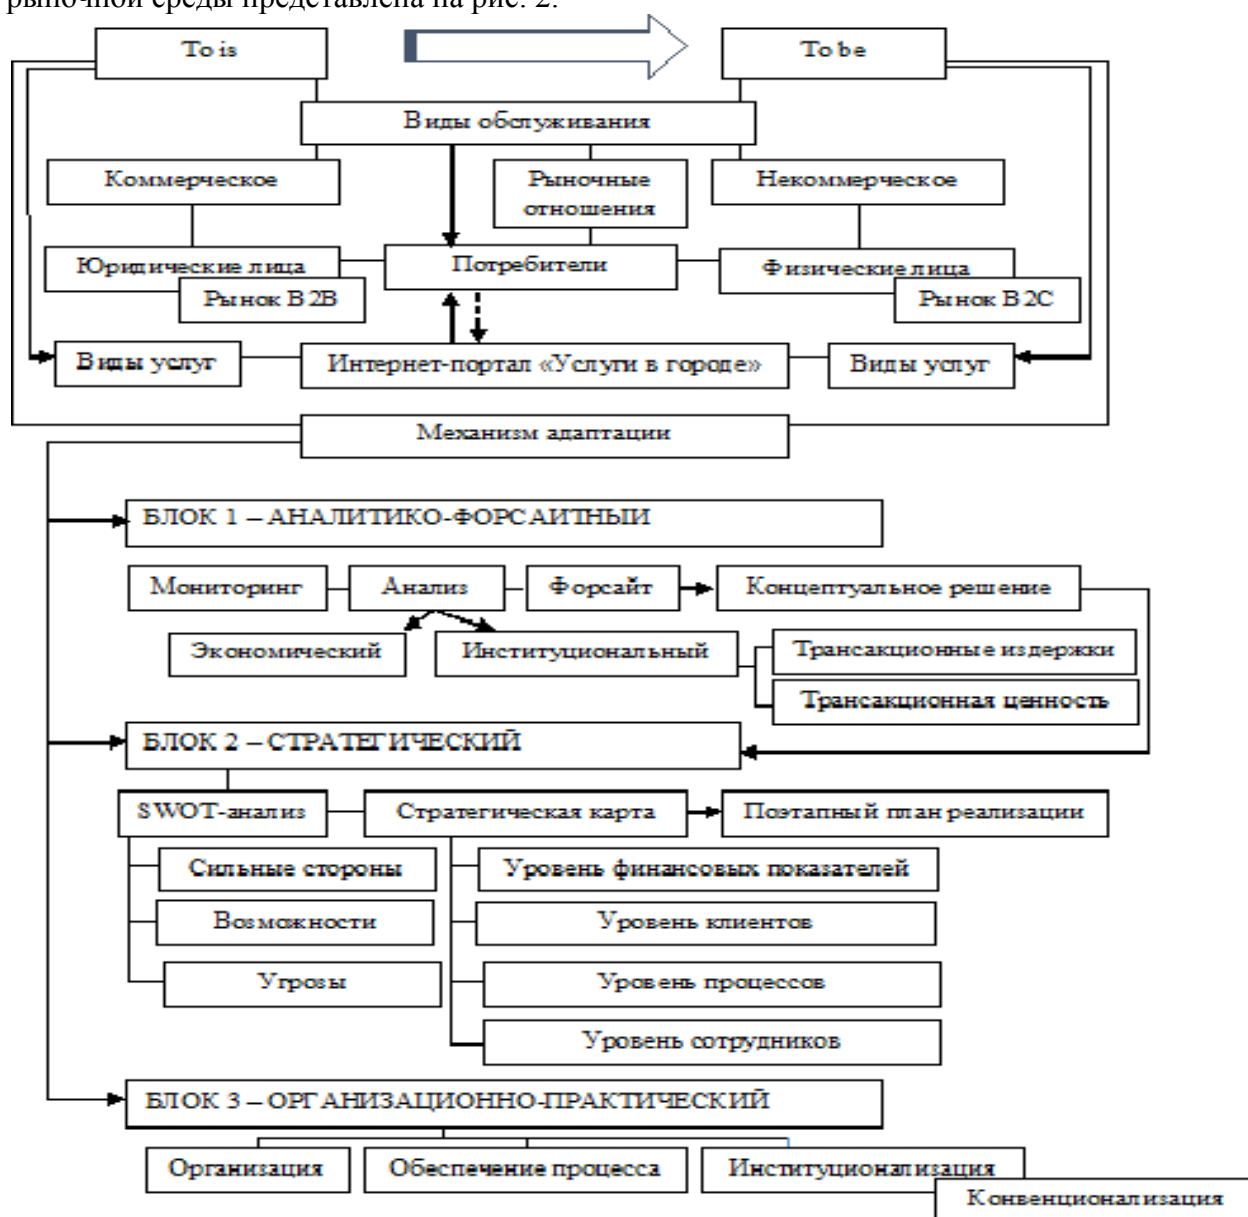 рыночной среды представлена на рис. 2.
To is
To be
Виды обслуживания
Коммерческое
Рыночные
отношения
Некоммерческое
Юридические лица
Потребители
Физические лица
Рынок B2B
Рынок B2C
Виды услуг
Интернет-портал «Услуги в городе»
Виды услуг
Механизм адаптации
БЛОК 1 – АНАЛИТИКО-ФОРСАЙТНЫЙ
Мониторинг
Анализ
Форсайт
Концептуальное решение
Экономический
Институциональный
Трансакционные издержки
Трансакционная ценность
БЛОК 2 – СТРАТЕГИЧЕСКИЙ
SWOT-анализ
Стратегическая карта
Поэтапный план реализации
Сильные стороны
Уровень финансовых показателей
Возможности
Уровень клиентов
Угрозы
Уровень процессов
Уровень сотрудников
БЛОК 3 – ОРГАНИЗАЦИОННО-ПРАКТИЧЕСКИЙ
Организация
Обеспечение процесса
Институционализация
Конвенционализация